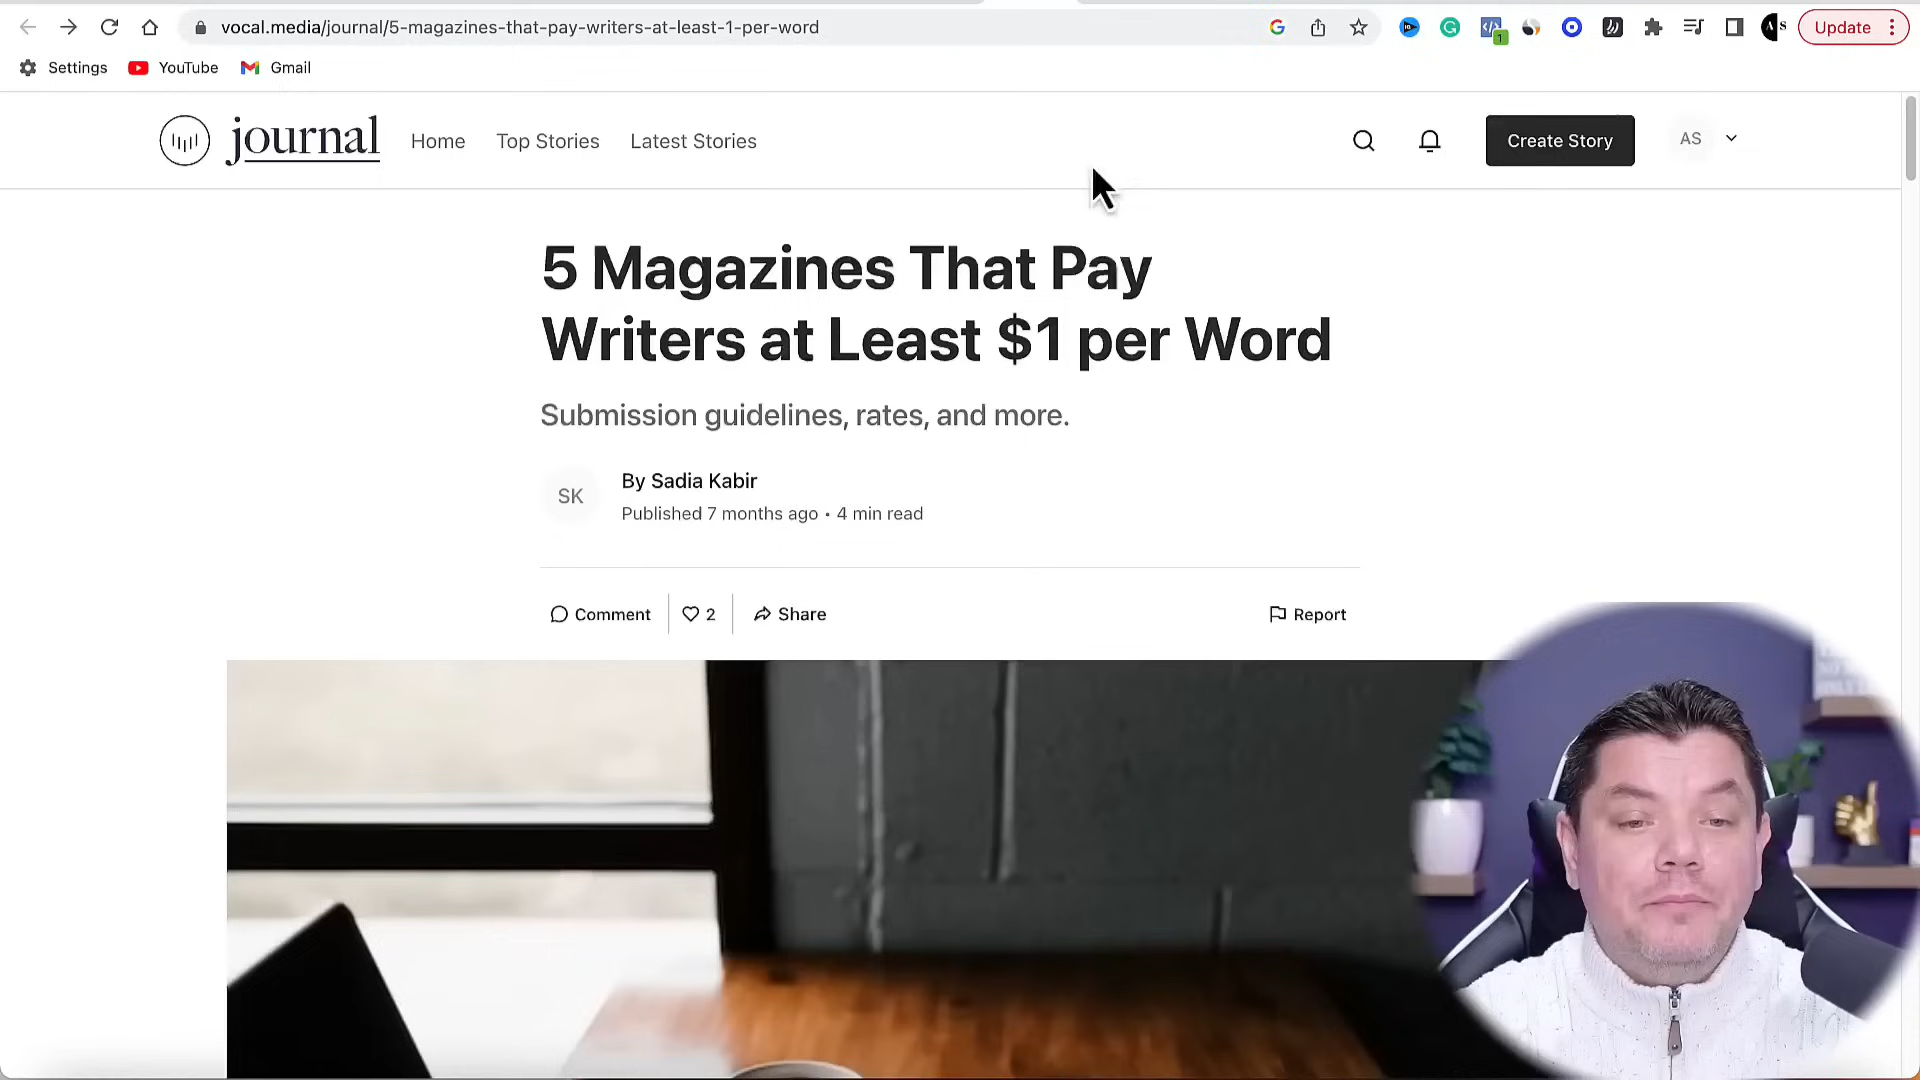 vocal.media/journal/5-magazines-that-pay-writers-at-least-1-per-word
1
AS
Update
Settings
YouTube
Gmail
journal
Home
Top Stories
Latest Stories
Create Story
AS
5 Magazines That Pay
Writers at Least $1 per Word
Submission guidelines, rates, and more.
SK
By Sadia Kabir
Published 7 months ago • 4 min read
Comment
2
Share
Report